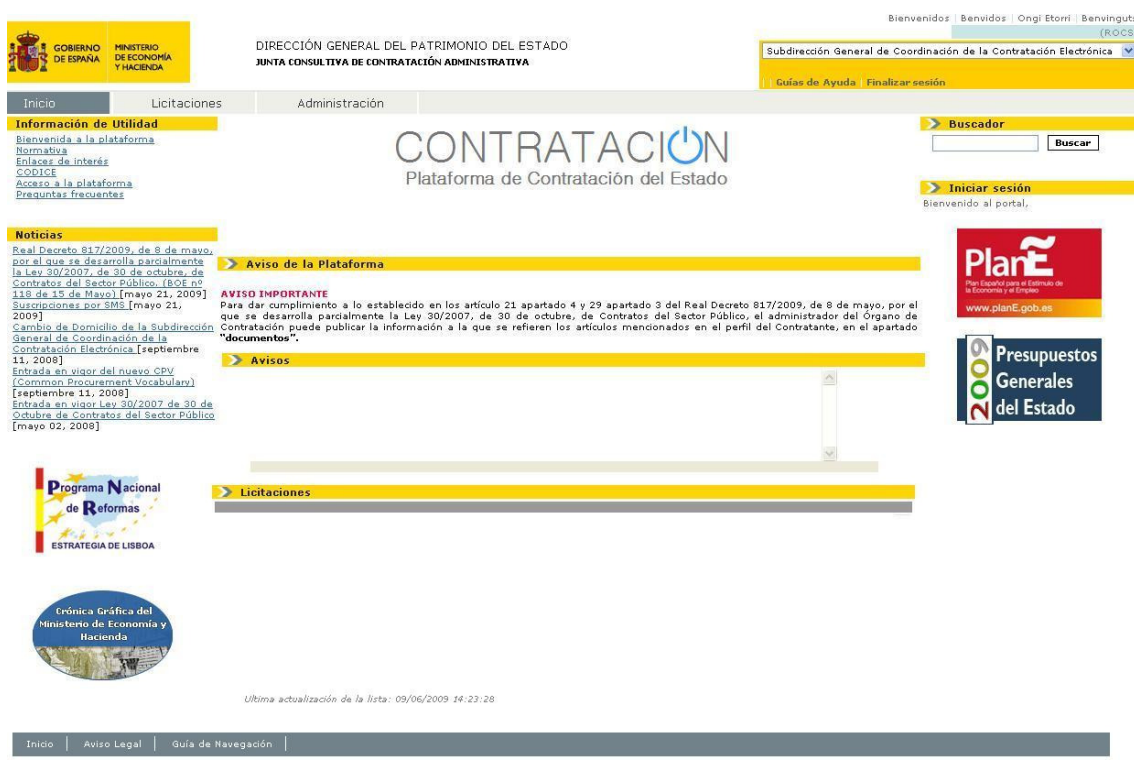 Bienvenidos | Benvidos | Ongi Etorri | Benvinguts
(ROCS
GOBIERNO
DE ESPAÑA
MINISTERIO
DE ECONOMÍA
Y HACIENDA
DIRECCIÓN GENERAL DEL PATRIMONIO DEL ESTADO
JUNTA CONSULTIVA DE CONTRATACIÓN ADMINISTRATIVA
Subdirección General de Coordinación de la Contratación Electrónica
Guías de Ayuda | Finalizar sesión
Inicio
Licitaciones
Administración
Información de Utilidad
Bienvenida a la plataforma
Normativa
Enlaces de interés
CODICE
Acceso a la plataforma
Preguntas frecuentes
Noticias
Real Decreto 817/2009, de 8 de mayo,
por el que se desarrolla parcialmente
la Ley 30/2007, de 30 de octubre, de
Contratos del Sector Público. (BOE nº
118 de 15 de Mayo) [mayo 21, 2009]
Suscripciones por SMS [mayo 21,
2009]
Cambio de Domicilio de la Subdirección
General de Coordinación de la
Contratación Electrónica [septiembre
11, 2008]
Entrada en vigor del nuevo CPV
(Common Procurement Vocabulary)
[septiembre 11, 2008]
Entrada en vigor Ley 30/2007 de 30 de
Octubre de Contratos del Sector Público
[mayo 02, 2008]
Programa Nacional
de Reformas
ESTRATEGIA DE LISBOA
Crónica Gráfica del
Ministerio de Economía y
Hacienda
CONTRATACIÓN
Plataforma de Contratación del Estado
Aviso de la Plataforma
AVISO IMPORTANTE
Para dar cumplimiento a lo establecido en los artículo 21 apartado 4 y 29 apartado 3 del Real Decreto 817/2009, de 8 de mayo, por el
que se desarrolla parcialmente la Ley 30/2007, de 30 de octubre, de Contratos del Sector Público, el administrador del Órgano de
Contratación puede publicar la información a la que se refieren los artículos mencionados en el perfil del Contratante, en el apartado
"documentos".
Avisos
Licitaciones
Ultima actualización de la lista: 09/06/2009 14:23:28
Buscador
Buscar
Iniciar sesión
Bienvenido al portal,
PlanE
Plan Español para el Estímulo de
la Economía y el Empleo
www.planE.gob.es
2009
Presupuestos
Generales
del Estado
Inicio | Aviso Legal | Guía de Navegación |